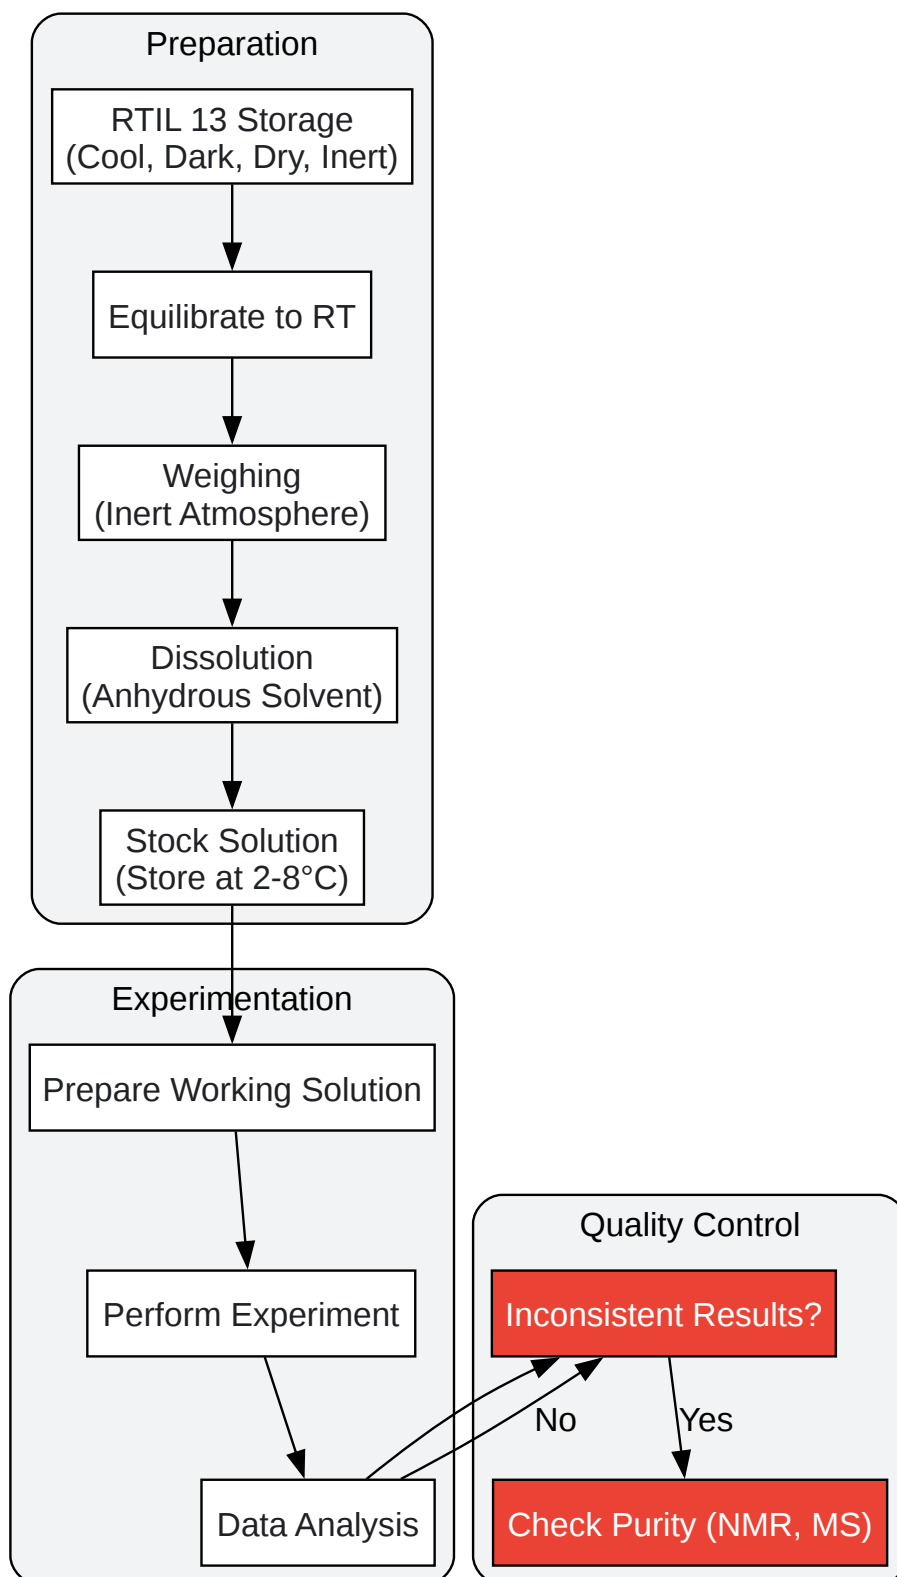 Preparation
RTIL 13 Storage
(Cool, Dark, Dry, Inert)
Equilibrate to RT
Weighing
(Inert Atmosphere)
Dissolution
(Anhydrous Solvent)
Stock Solution
(Store at 2-8°C)
Experimentation
Prepare Working Solution
Perform Experiment
Data Analysis
Quality Control
Inconsistent Results?
No
Yes
Check Purity (NMR, MS)